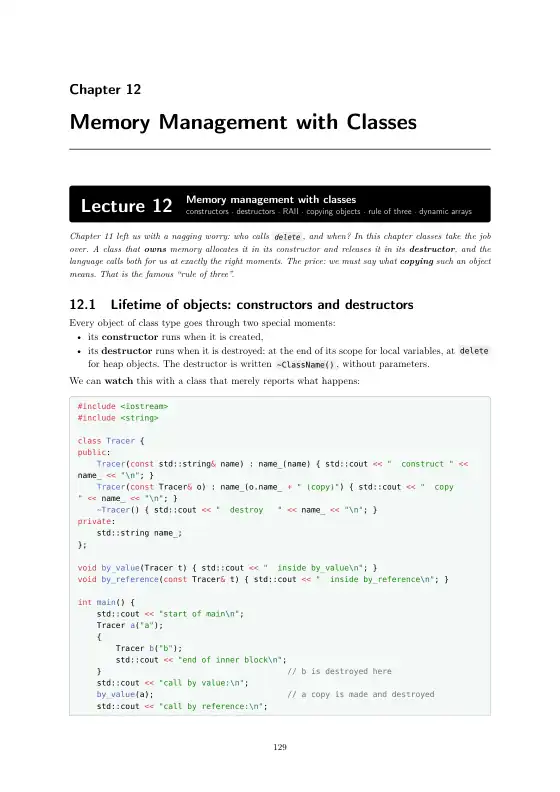 Chapter 12
Memory Management with Classes
Lecture 12
Memory management with classes
constructors · destructors · RAII · copying objects · rule of three · dynamic arrays
Chapter 11 left us with a nagging worry: who calls delete, and when? In this chapter classes take the job
over. A class that owns memory allocates it in its constructor and releases it in its destructor, and the
language calls both for us at exactly the right moments. The price: we must say what copying such an object
means. That is the famous “rule of three”.
12.1 Lifetime of objects: constructors and destructors
Every object of class type goes through two special moments:
• its constructor runs when it is created,
• its destructor runs when it is destroyed: at the end of its scope for local variables, at delete
for heap objects. The destructor is written ~ClassName(), without parameters.
We can watch this with a class that merely reports what happens:
#include <iostream>
#include <string>
class Tracer {
public:
    Tracer(const std::string& name) : name_(name) { std::cout << "  construct " <<
name_ << "\n"; }
    Tracer(const Tracer& o) : name_(o.name_ + " (copy)") { std::cout << "  copy
" << name_ << "\n"; }
    ~Tracer() { std::cout << "  destroy   " << name_ << "\n"; }
private:
    std::string name_;
};
void by_value(Tracer t) { std::cout << "  inside by_value\n"; }
void by_reference(const Tracer& t) { std::cout << "  inside by_reference\n"; }
int main() {
    std::cout << "start of main\n";
    Tracer a("a");
    {
        Tracer b("b");
        std::cout << "end of inner block\n";
    }                                         // b is destroyed here
    std::cout << "call by value:\n";
    by_value(a);                              // a copy is made and destroyed
    std::cout << "call by reference:\n";
129